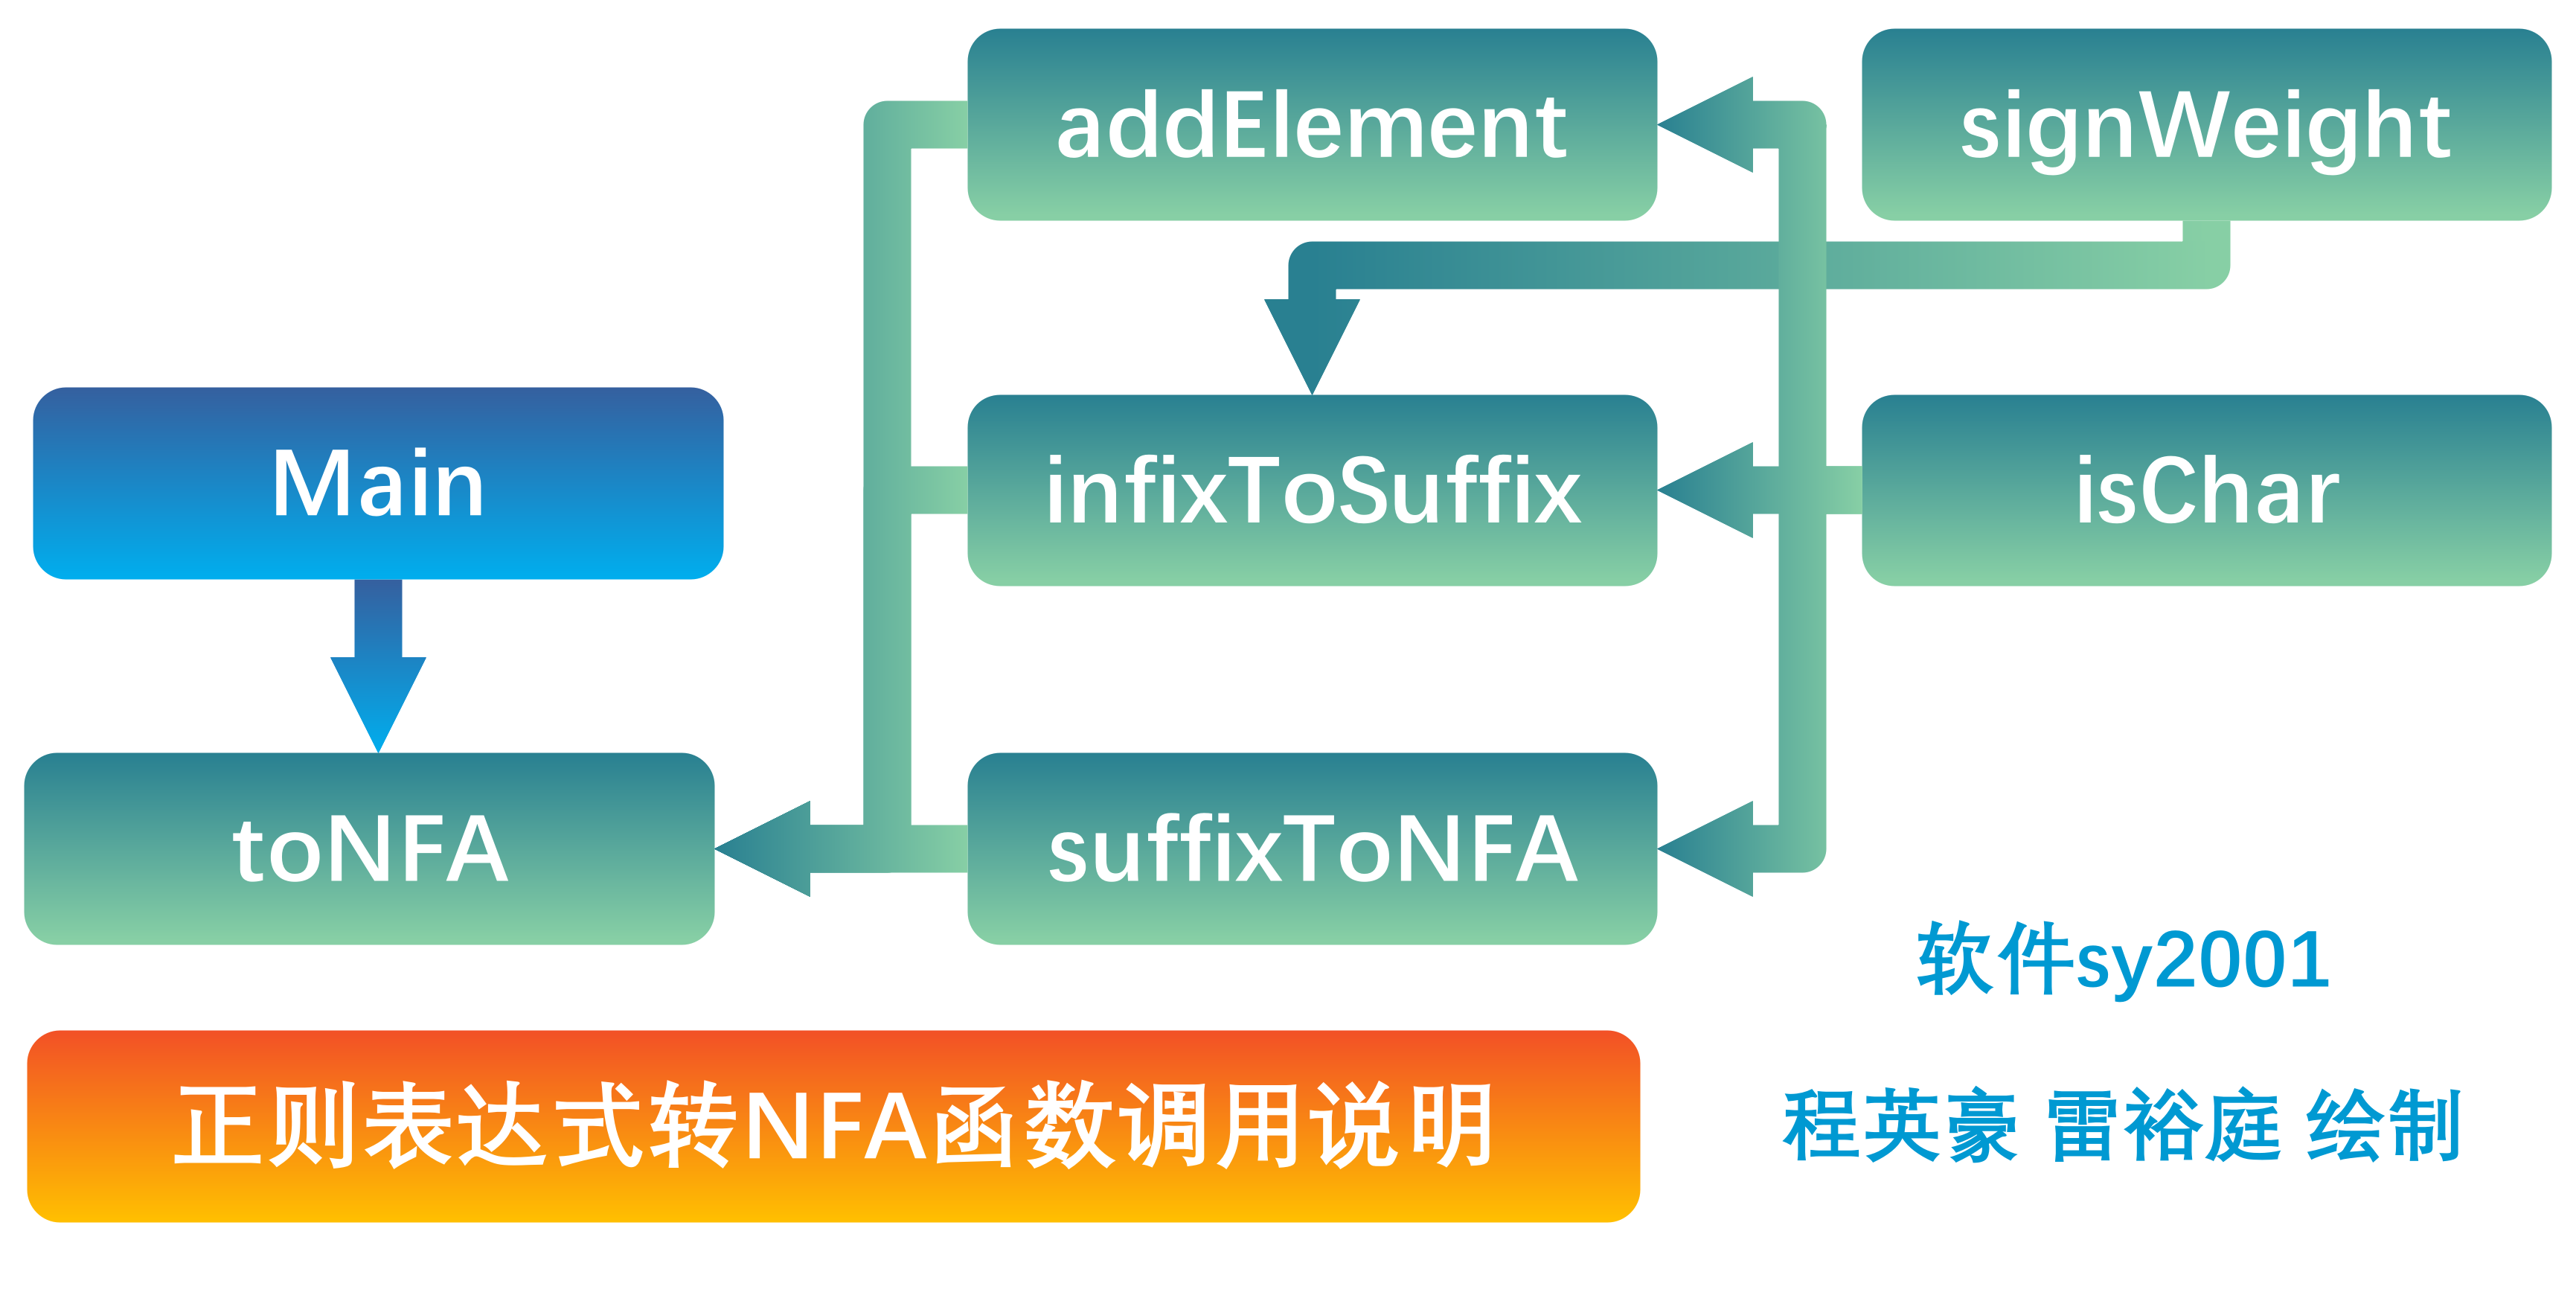 addElement
signWeight
Main
infixToSuffix
isChar
toNFA
suffixToNFA
软件sy2001
正则表达式转NFA函数调用说明
程英豪 雷裕庭 绘制